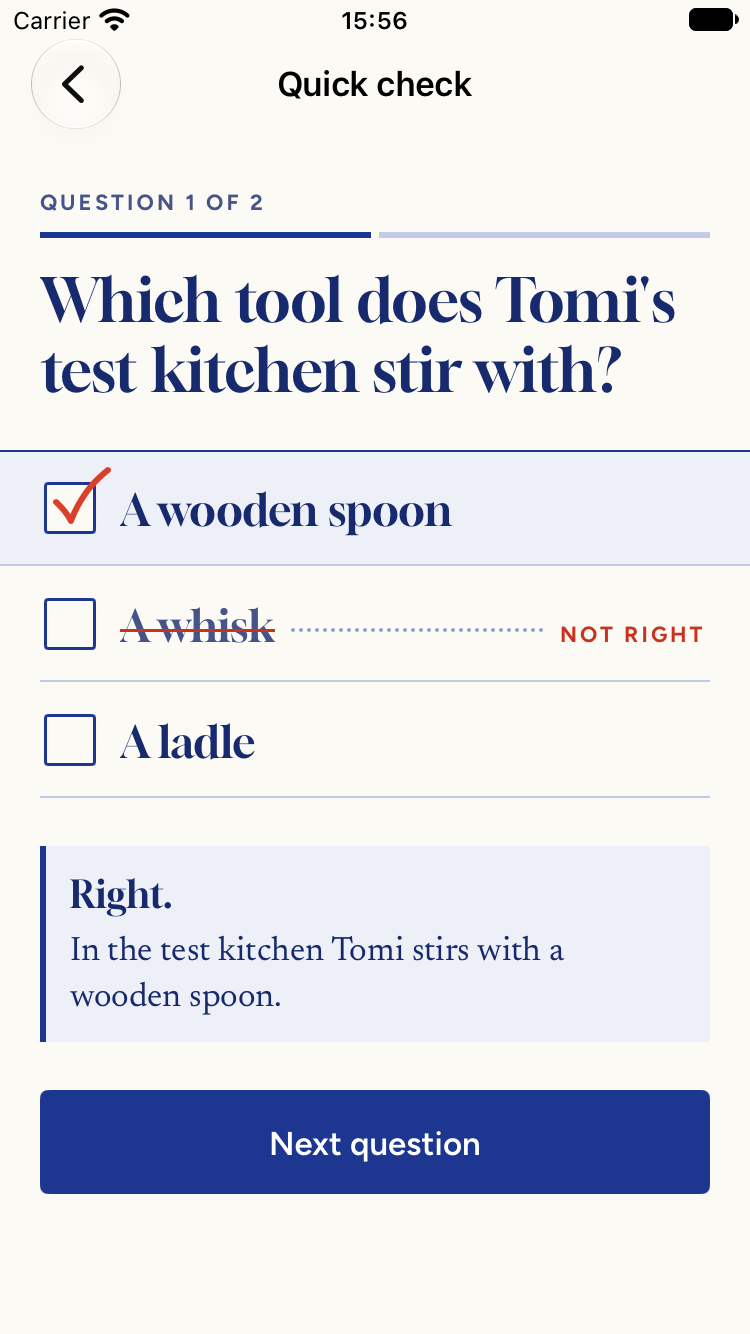 Carrier
15:56
Quick check
QUESTION 1 OF 2
Which tool does Tomi's
test kitchen stir with?
A wooden spoon
A whisk NOT RIGHT
A ladle
Right.
In the test kitchen Tomi stirs with a
wooden spoon.
Next question